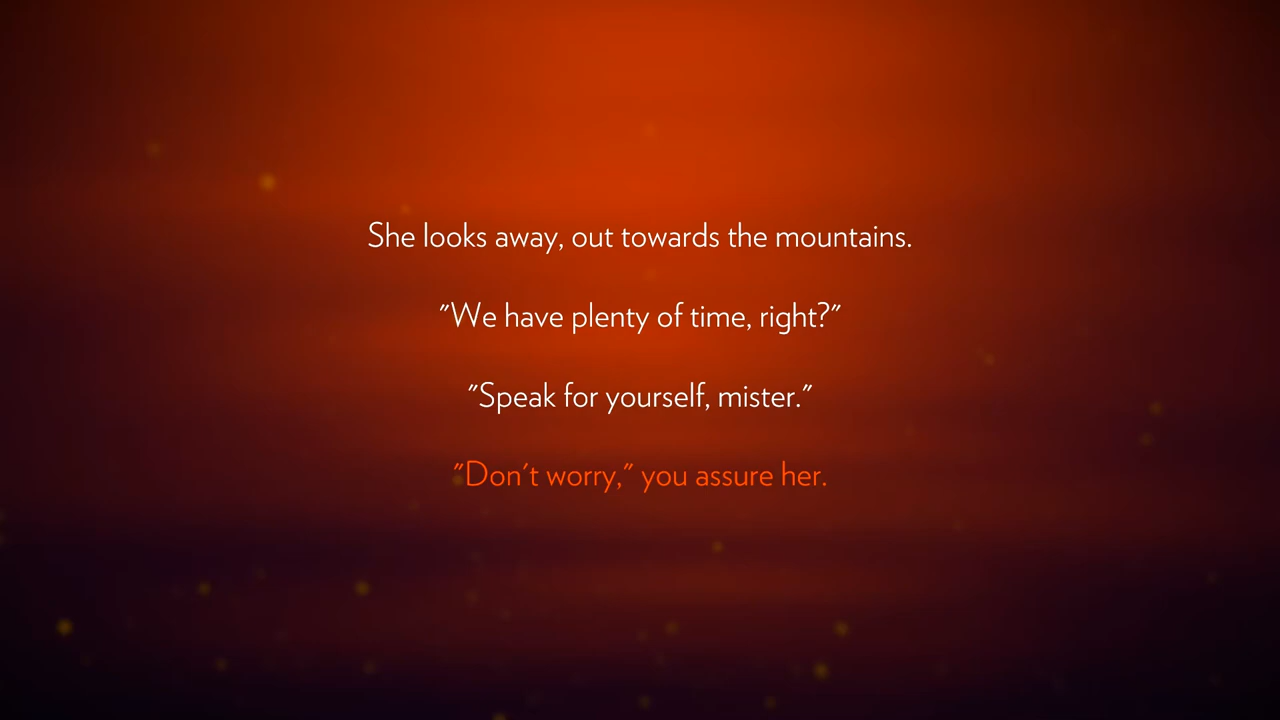 She looks away, out towards the mountains.
"We have plenty of time, right?"
"Speak for yourself, mister."
"Don't worry," you assure her.